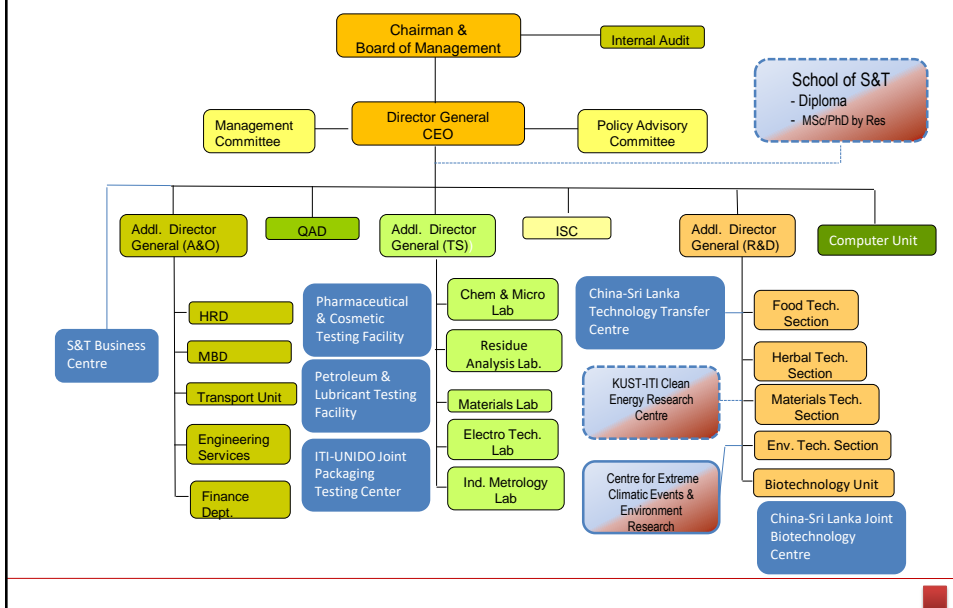 Chairman &
Board of Management
Internal Audit
School of S&T
- Diploma
- MSc/PhD by Res
Management
Committee
Director General
CEO
Policy Advisory
Committee
Addl. Director
General (A&O)
QAD
Addl. Director
General (TS)
ISC
Addl. Director
General (R&D)
Computer Unit
S&T Business
Centre
HRD
MBD
Transport Unit
Engineering
Services
Finance
Dept.
Pharmaceutical
& Cosmetic
Testing Facility
Petroleum &
Lubricant Testing
Facility
ITI-UNIDO Joint
Packaging
Testing Center
Chem & Micro
Lab
Residue
Analysis Lab.
Materials Lab
Electro Tech.
Lab
Ind. Metrology
Lab
China-Sri Lanka
Technology Transfer
Centre
KUST-ITI Clean
Energy Research
Centre
Centre for Extreme
Climatic Events &
Environment
Research
Food Tech.
Section
Herbal Tech.
Section
Materials Tech.
Section
Env. Tech. Section
Biotechnology Unit
China-Sri Lanka Joint
Biotechnology
Centre